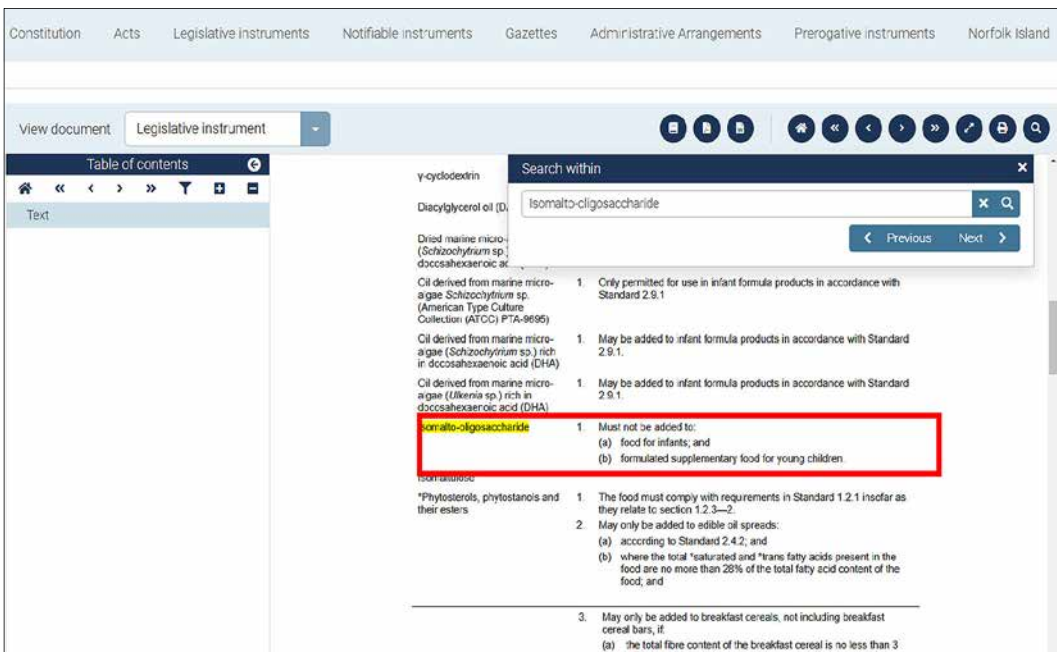 Constitution Acts Legislative instruments Notifiable instruments Gazettes Administrative Arrangements Prerogative instruments Norfolk Island
View document Legislative instrument
Table of contents
Text
Search within
Isomalto-oligosaccharide
Previous Next
γ-cyclodextrin
Diacylglycerol oil (D
Dried marine micro-
(Schizochytrium sp.)
docosahexaenoic ac
Oil derived from marine micro-
algae Schizochytrium sp.
(American Type Culture
Collection (ATCC) PTA-9695)
1. Only permitted for use in infant formula products in accordance with
Standard 2.9.1
Oil derived from marine micro-
algae (Schizochytrium sp.) rich
in docosahexaenoic acid (DHA)
1. May be added to infant formula products in accordance with Standard
2.9.1.
Oil derived from marine micro-
algae (Ulkenia sp.) rich in
docosahexaenoic acid (DHA)
1. May be added to infant formula products in accordance with Standard
2.9.1.
Isomalto-oligosaccharide
1. Must not be added to:
(a) food for infants; and
(b) formulated supplementary food for young children.
Isomaltulose
*Phytosterols, phytostanols and
their esters
1. The food must comply with requirements in Standard 1.2.1 insofar as
they relate to section 1.2.3—2.
2. May only be added to edible oil spreads:
(a) according to Standard 2.4.2; and
(b) where the total *saturated and *trans fatty acids present in the
food are no more than 28% of the total fatty acid content of the
food; and
3. May only be added to breakfast cereals, not including breakfast
cereal bars, if:
(a) the total fibre content of the breakfast cereal is no less than 3